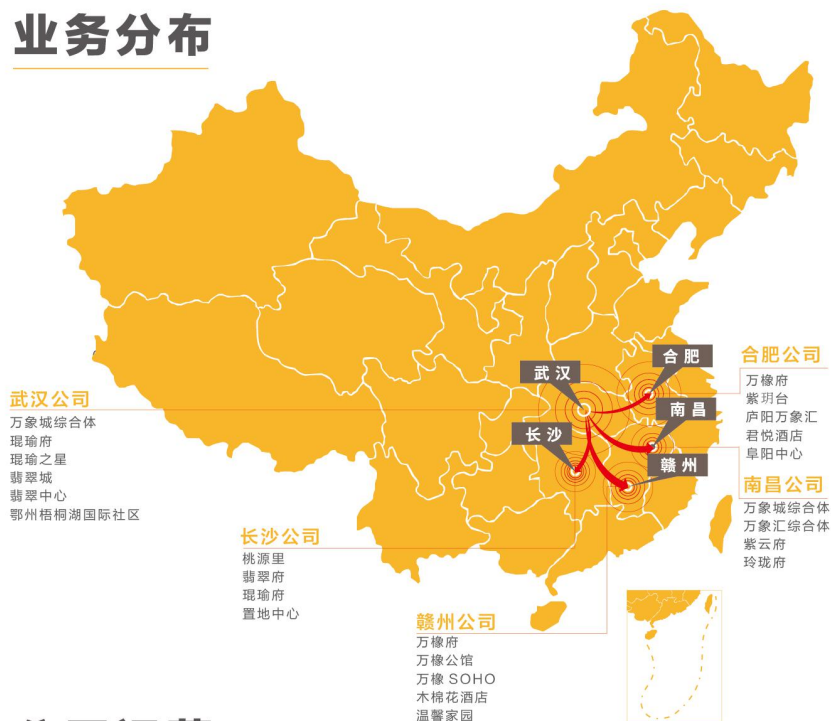 业务分布
合肥
武汉
南昌
长沙
赣州
合肥公司
万橡府
紫玥台
庐阳万象汇
君悦酒店
阜阳中心
武汉公司
万象城综合体
琨瑜府
琨瑜之星
翡翠城
翡翠中心
鄂州梧桐湖国际社区
南昌公司
万象城综合体
万象汇综合体
紫云府
玲珑府
长沙公司
桃源里
翡翠府
琨瑜府
置地中心
赣州公司
万橡府
万橡公馆
万橡 SOHO
木棉花酒店
温馨家园